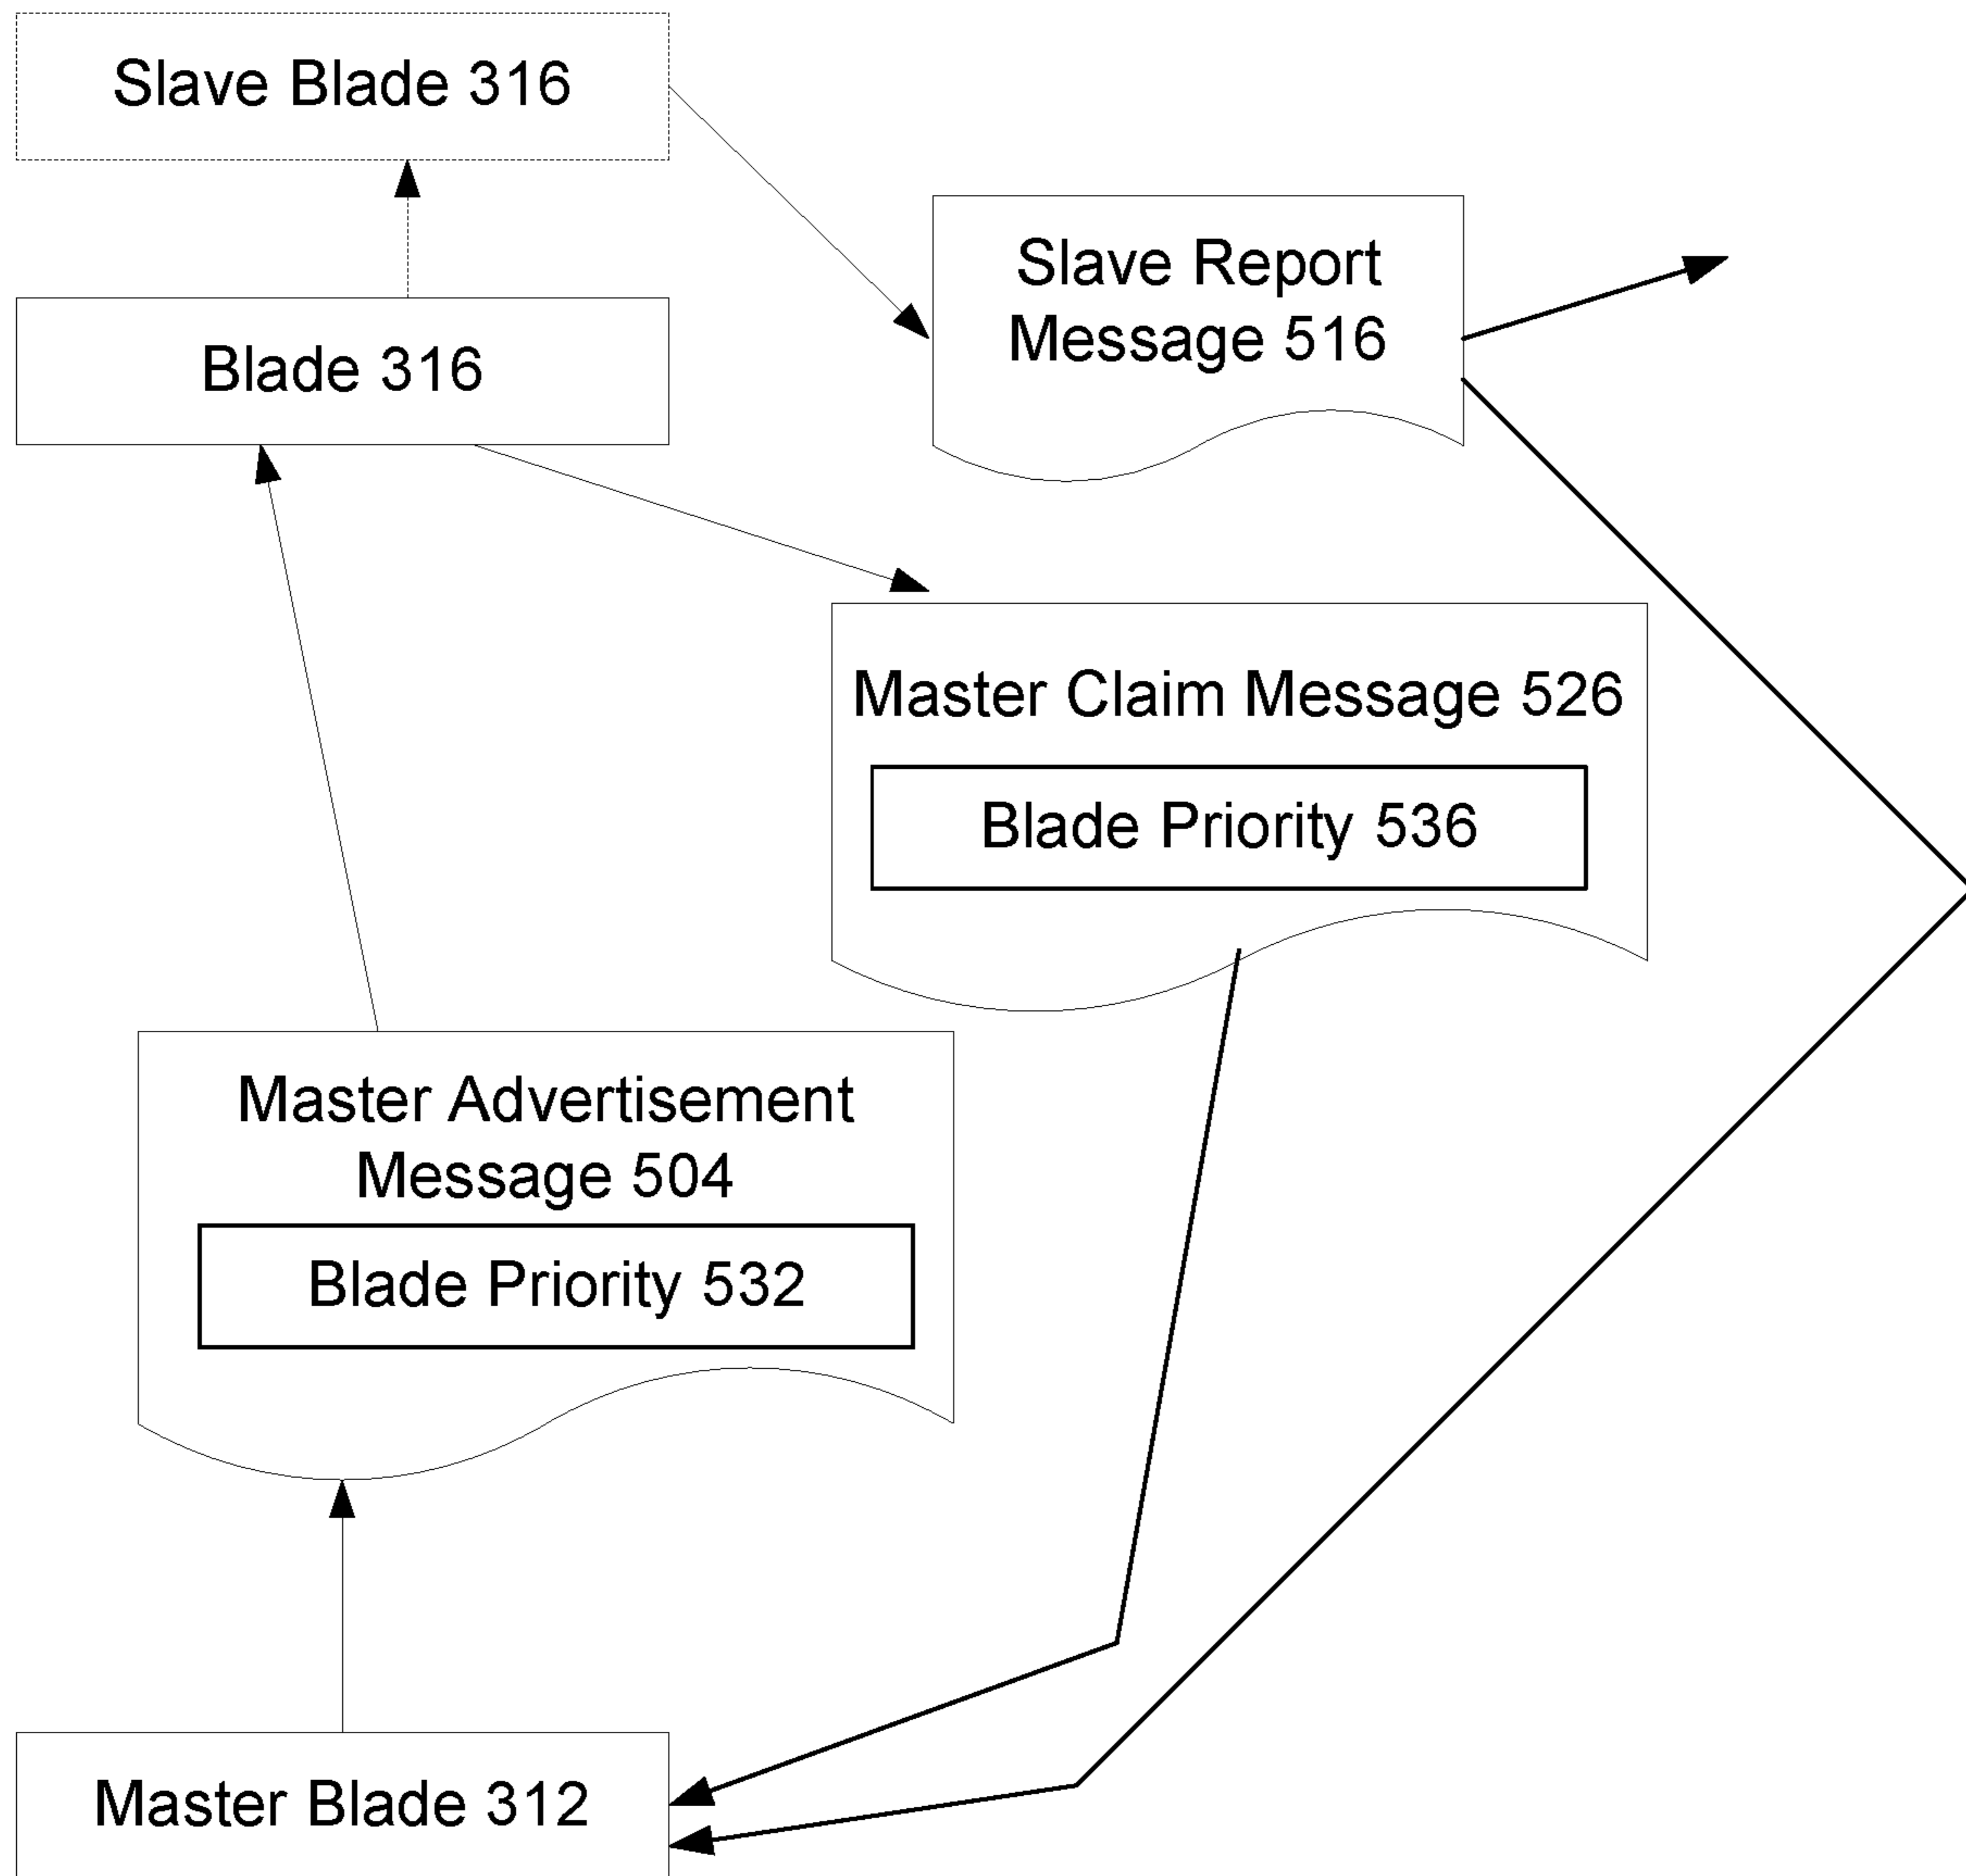 Slave Blade 316
Slave Report
Message 516
Blade 316
Master Claim Message 526
Blade Priority 536
Master Advertisement
Message 504
Blade Priority 532
Master Blade 312